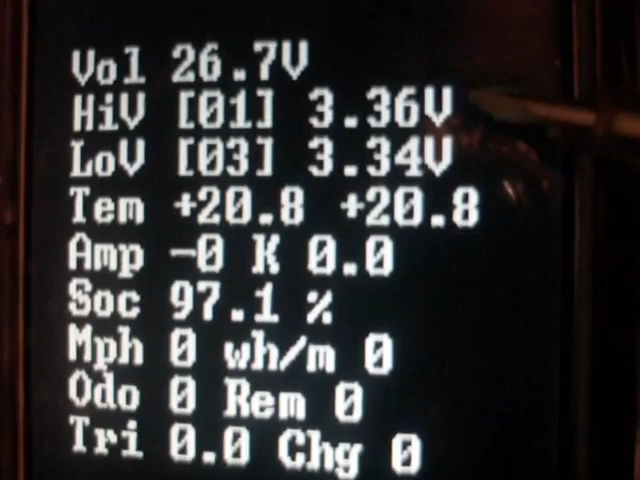 Vol 26.7V
HiV [01] 3.36V
LoV [03] 3.34V
Tem +20.8 +20.8
Amp -0 K 0.0
Soc 97.1 %
Mph 0 wh/m 0
Odo 0 Rem 0
Tri 0.0 Chg 0